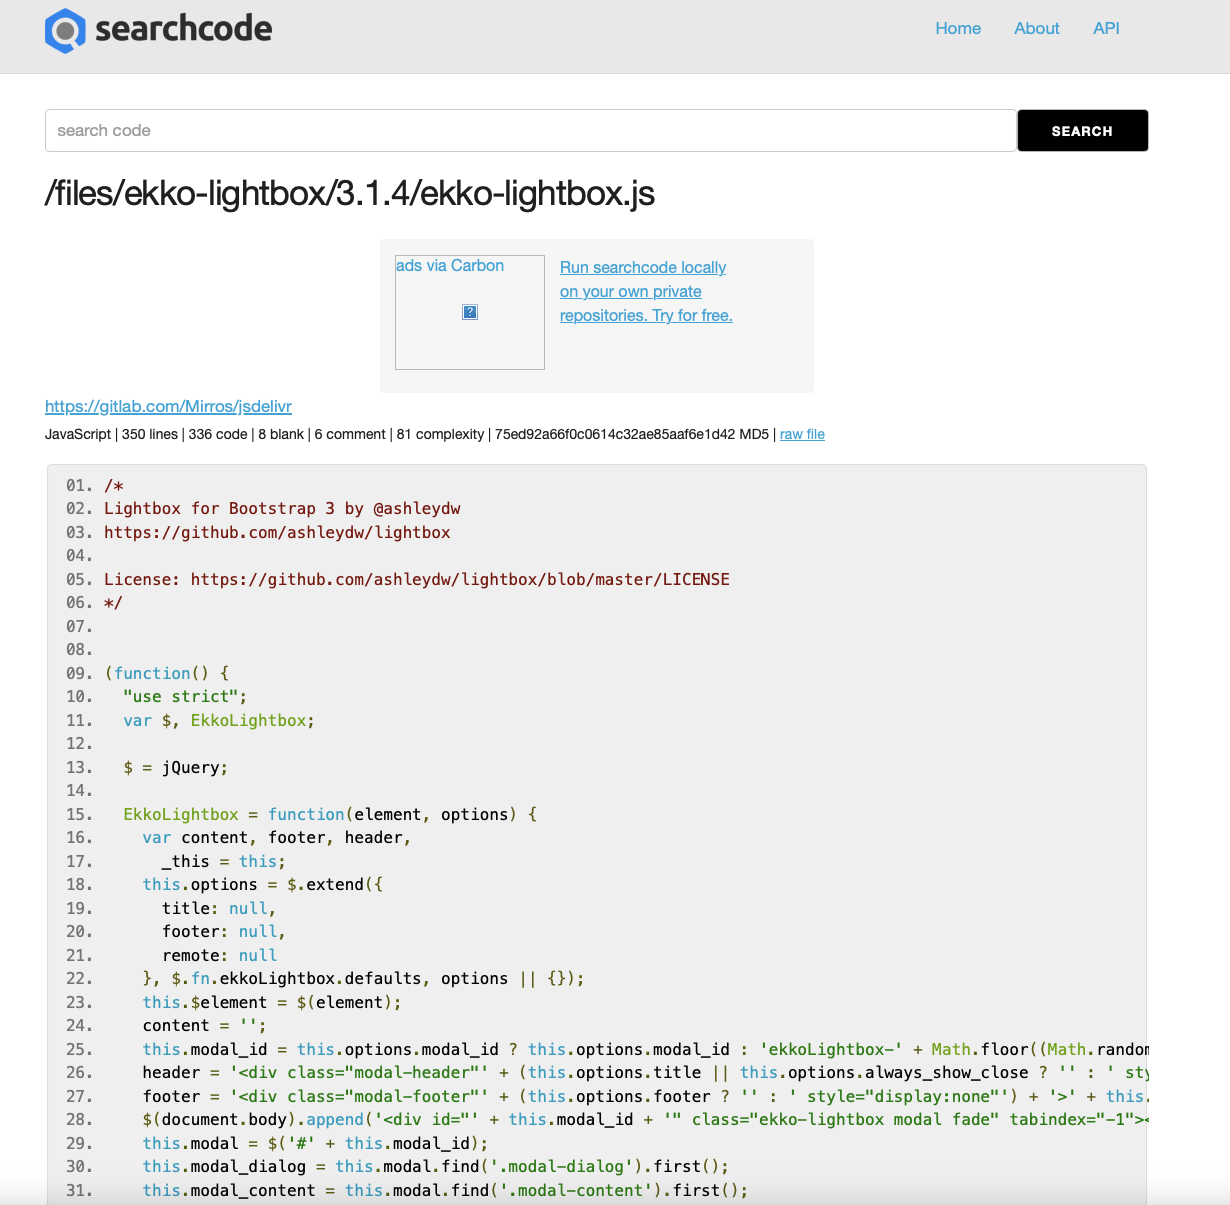 searchcode
Home About API
search code
SEARCH
/files/ekko-lightbox/3.1.4/ekko-lightbox.js
ads via Carbon
Run searchcode locally
on your own private
repositories. Try for free.
https://gitlab.com/Mirros/jsdelivr
JavaScript | 350 lines | 336 code | 8 blank | 6 comment | 81 complexity | 75ed92a66f0c0614c32ae85aaf6e1d42 MD5 | raw file
01. /*
02. Lightbox for Bootstrap 3 by @ashleydw
03. https://github.com/ashleydw/lightbox
04.
05. License: https://github.com/ashleydw/lightbox/blob/master/LICENSE
06. */
07.
08.
09. (function() {
10.   "use strict";
11.   var $, EkkoLightbox;
12.
13.   $ = jQuery;
14.
15.   EkkoLightbox = function(element, options) {
16.     var content, footer, header,
17.       _this = this;
18.     this.options = $.extend({
19.       title: null,
20.       footer: null,
21.       remote: null
22.     }, $.fn.ekkoLightbox.defaults, options || {});
23.     this.$element = $(element);
24.     content = '';
25.     this.modal_id = this.options.modal_id ? this.options.modal_id : 'ekkoLightbox-' + Math.floor((Math.random
26.     header = '<div class="modal-header"' + (this.options.title || this.options.always_show_close ? '' : ' sty
27.     footer = '<div class="modal-footer"' + (this.options.footer ? '' : ' style="display:none"') + '>' + this.
28.     $(document.body).append('<div id="' + this.modal_id + '" class="ekko-lightbox modal fade" tabindex="-1"><
29.     this.modal = $('#' + this.modal_id);
30.     this.modal_dialog = this.modal.find('.modal-dialog').first();
31.     this.modal_content = this.modal.find('.modal-content').first();